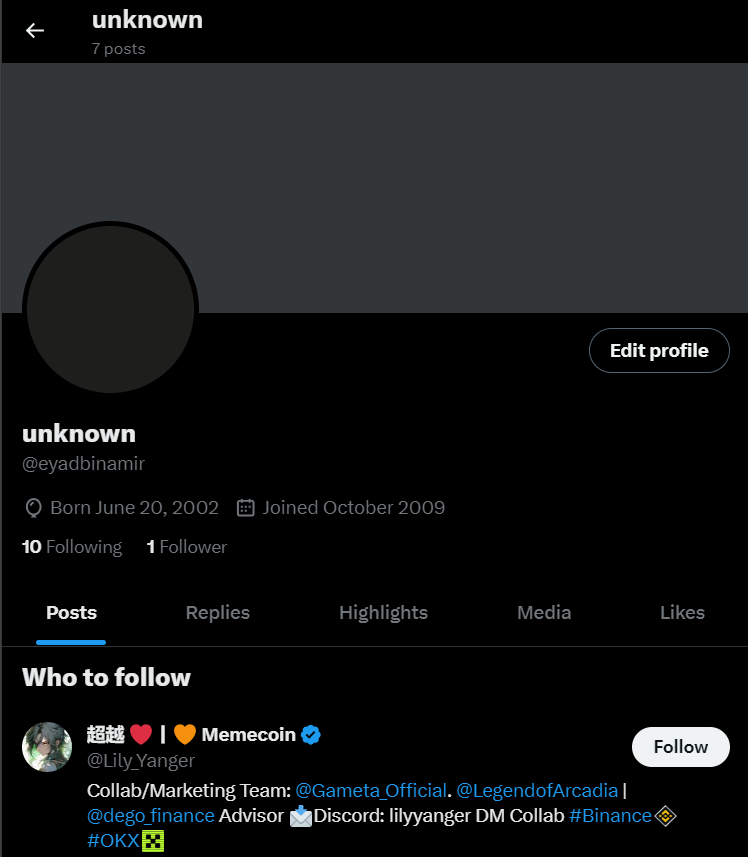 unknown
7 posts
Edit profile
unknown
@eyadbinamir
Born June 20, 2002 Joined October 2009
10 Following 1 Follower
Posts Replies Highlights Media Likes
Who to follow
超越❤️ | 🧡 Memecoin
@Lily_Yanger
Follow
Collab/Marketing Team: @Gameta_Official. @LegendofArcadia |
@dego_finance Advisor 📩Discord: lilyyanger DM Collab #Binance
#OKX